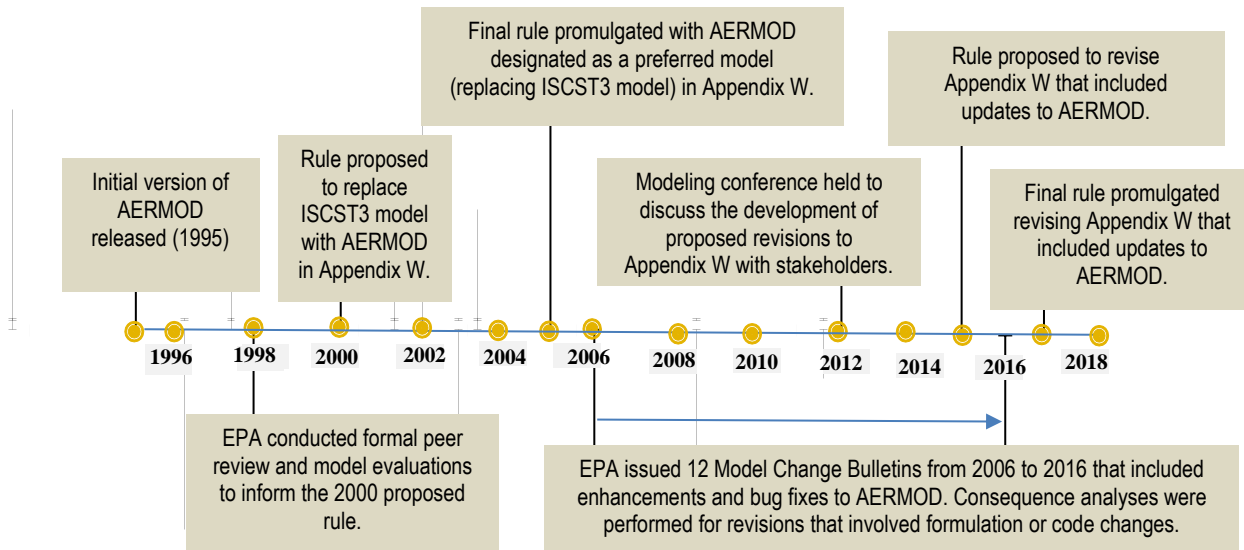 Final rule promulgated with AERMOD
designated as a preferred model
(replacing ISCST3 model) in Appendix W.
Rule proposed to revise
Appendix W that included
updates to AERMOD.
Initial version of
AERMOD
released (1995)
Rule proposed
to replace
ISCST3 model
with AERMOD
in Appendix W.
Modeling conference held to
discuss the development of
proposed revisions to
Appendix W with stakeholders.
Final rule promulgated
revising Appendix W that
included updates to
AERMOD.
1996 1998 2000 2002 2004 2006 2008 2010 2012 2014 2016 2018
EPA conducted formal peer
review and model evaluations
to inform the 2000 proposed
rule.
EPA issued 12 Model Change Bulletins from 2006 to 2016 that included
enhancements and bug fixes to AERMOD. Consequence analyses were
performed for revisions that involved formulation or code changes.